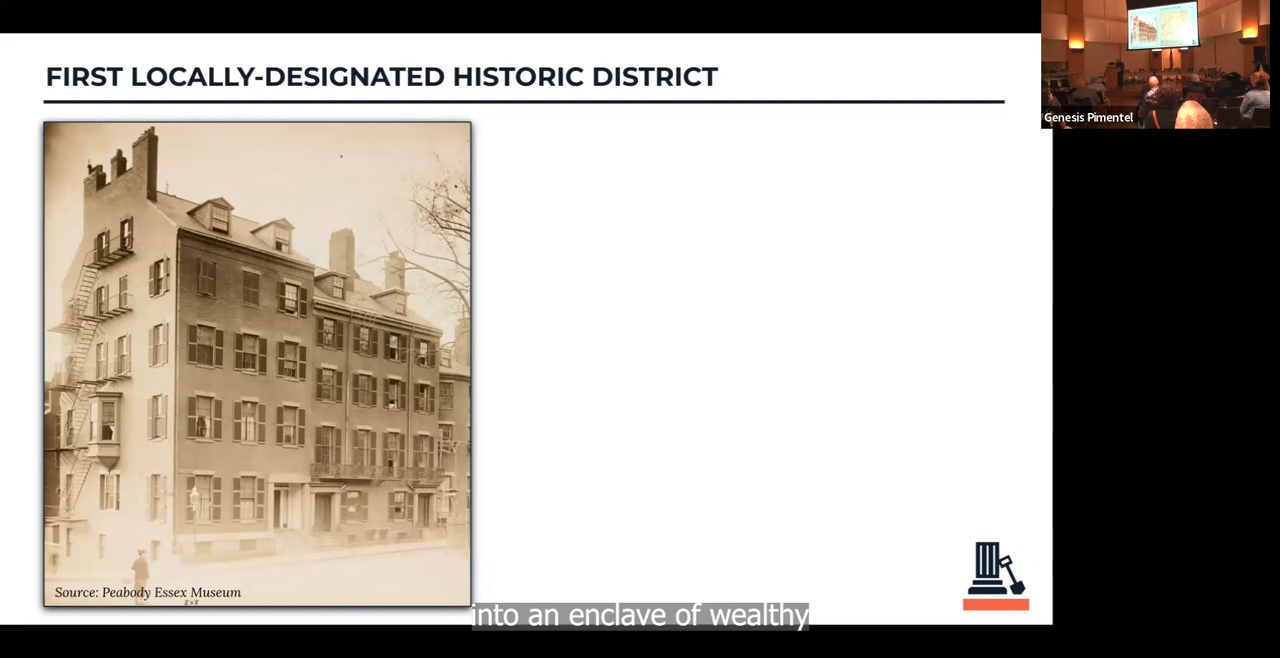 FIRST LOCALLY-DESIGNATED HISTORIC DISTRICT
Genesis Pimentel
Source: Peabody Essex Museum
into an enclave of wealthy